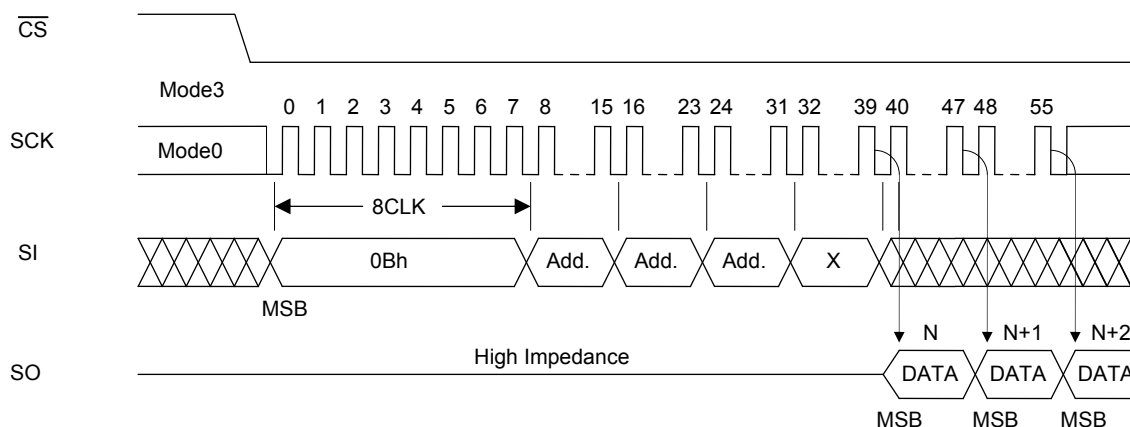 CS
Mode3
0 1 2 3 4 5 6 7 8 15 16 23 24 31 32 39 40 47 48 55
SCK
Mode0
8CLK
SI
0Bh Add. Add. Add. X
MSB
N N+1 N+2
High Impedance
SO
DATA DATA DATA
MSB MSB MSB